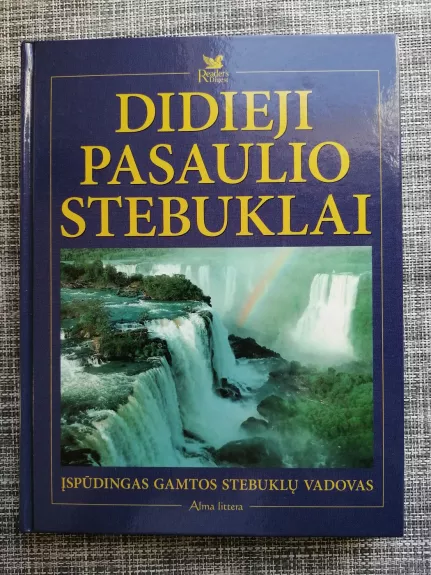 Reader's
Digest
DIDIEJI
PASAULIO
STEBUKLAI
ĮSPŪDINGAS GAMTOS STEBUKLŲ VADOVAS
Alma littera